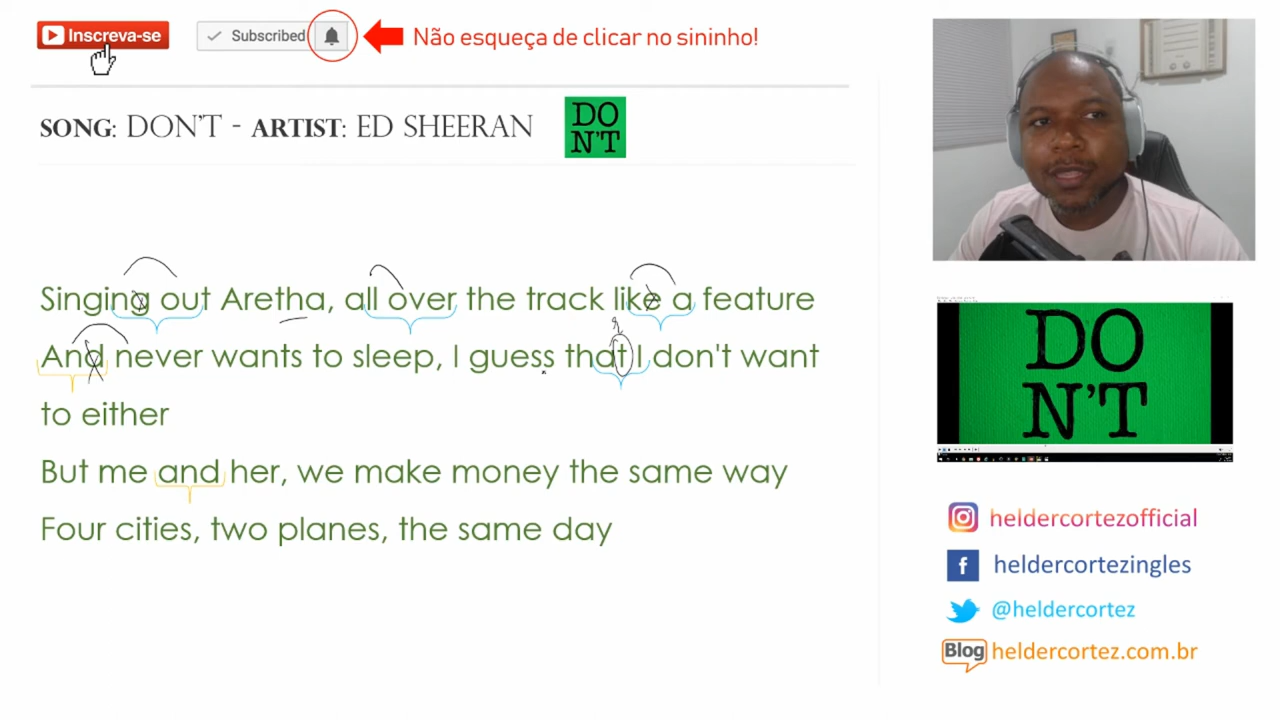 Inscreva-se
Subscribed
Não esqueça de clicar no sininho!
SONG: DON'T - ARTIST: ED SHEERAN
DO
N'T
Singing out Aretha, all over the track like a feature
And never wants to sleep, I guess that I don't want
to either
But me and her, we make money the same way
Four cities, two planes, the same day
DO
N'T
heldercortezofficial
heldercortezingles
@heldercortez
Blog heldercortez.com.br